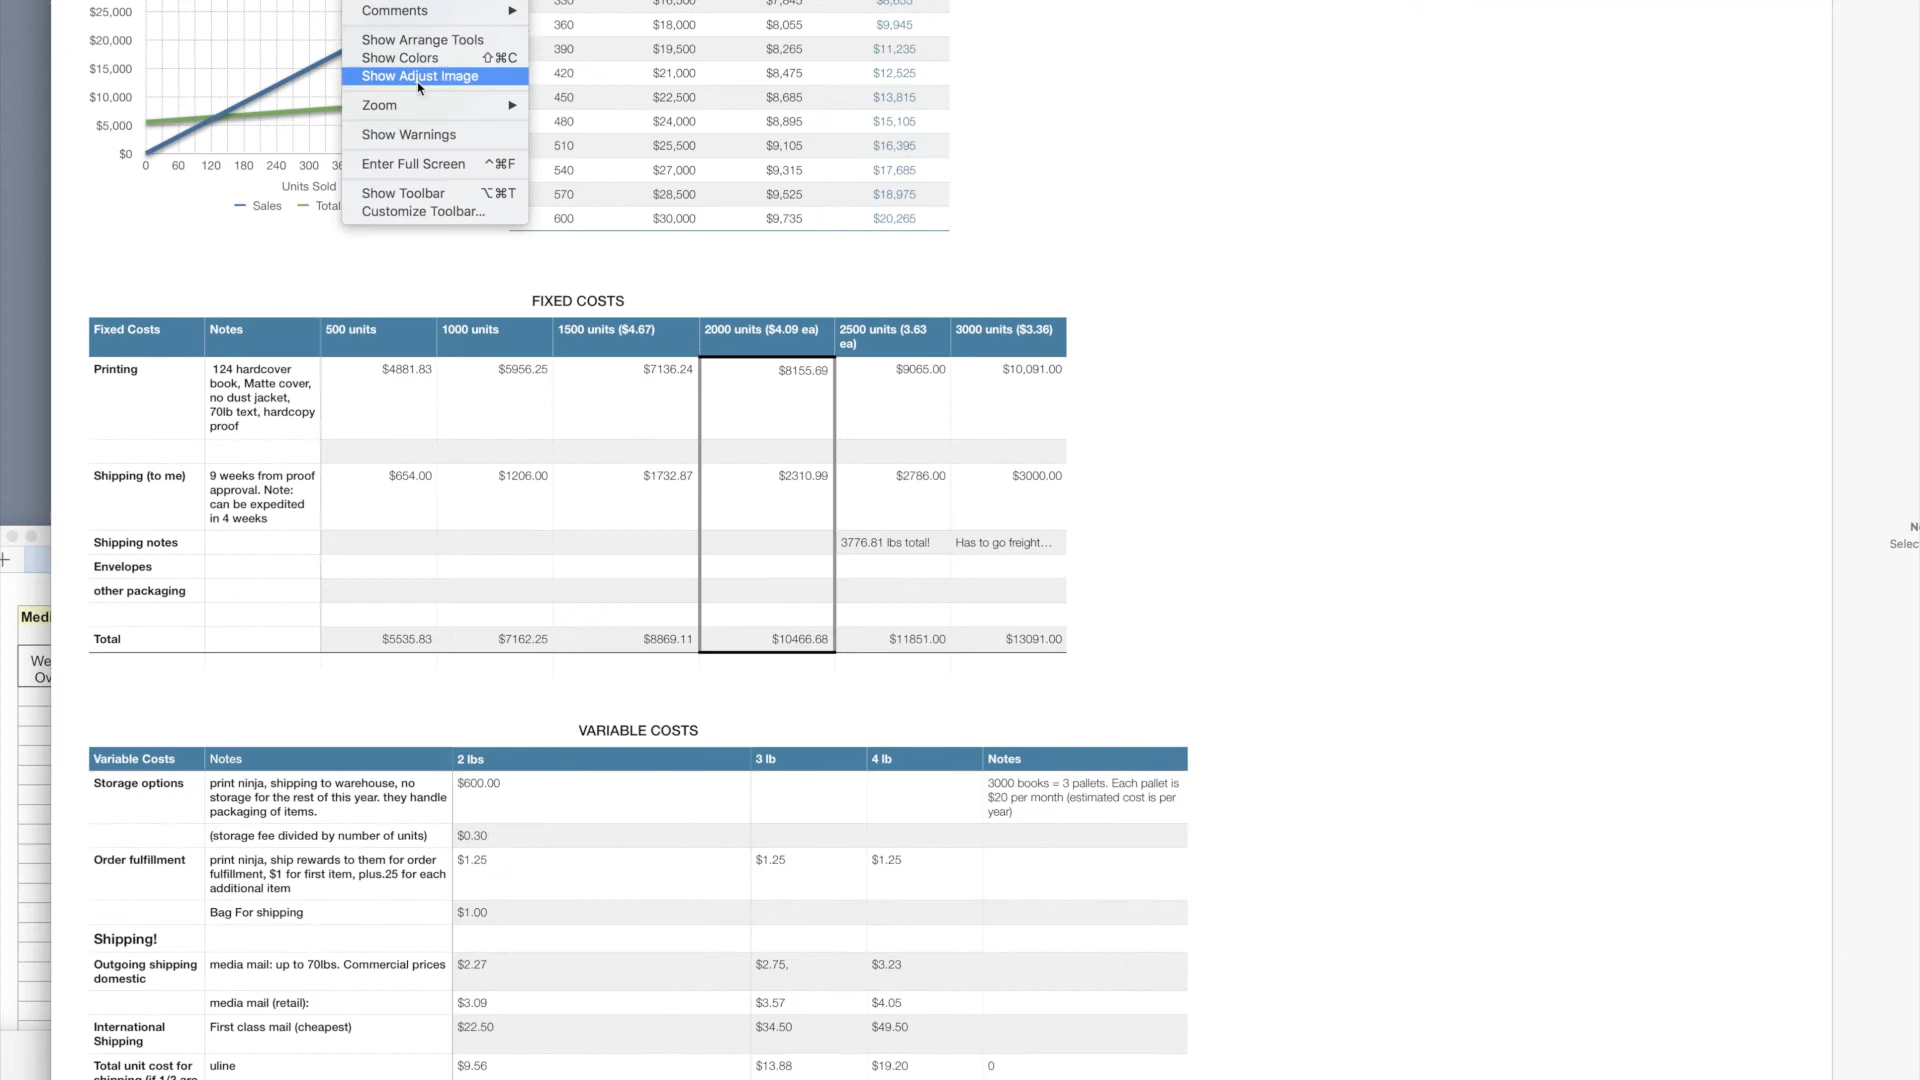 $25,000
$20,000
$15,000
$10,000
$5,000
$0
0 60 120 180 240 300
Units Sold
Sales Total
Comments
Show Arrange Tools
Show Colors ⇧⌘C
Show Adjust Image
Zoom
Show Warnings
Enter Full Screen ^⌘F
Show Toolbar ⌥⌘T
Customize Toolbar...
360 $18,000 $8,055 $9,945
390 $19,500 $8,265 $11,235
420 $21,000 $8,475 $12,525
450 $22,500 $8,685 $13,815
480 $24,000 $8,895 $15,105
510 $25,500 $9,105 $16,395
540 $27,000 $9,315 $17,685
570 $28,500 $9,525 $18,975
600 $30,000 $9,735 $20,265
FIXED COSTS
Fixed Costs Notes 500 units 1000 units 1500 units ($4.67) 2000 units ($4.09 ea) 2500 units (3.63 3000 units ($3.36)
ea)
Printing 124 hardcover $4881.83 $5956.25 $7136.24 $8155.69 $9065.00 $10,091.00
book, Matte cover,
no dust jacket,
70lb text, hardcopy
proof
Shipping (to me) 9 weeks from proof $654.00 $1206.00 $1732.87 $2310.99 $2786.00 $3000.00
approval. Note:
can be expedited
in 4 weeks
Shipping notes 3776.81 lbs total! Has to go freight...
Envelopes
other packaging
Total $5535.83 $7162.25 $8869.11 $10466.68 $11851.00 $13091.00
VARIABLE COSTS
Variable Costs Notes 2 lbs 3 lb 4 lb Notes
Storage options print ninja, shipping to warehouse, no $600.00 3000 books = 3 pallets. Each pallet is
storage for the rest of this year. they handle $20 per month (estimated cost is per
packaging of items. year)
(storage fee divided by number of units) $0.30
Order fulfillment print ninja, ship rewards to them for order $1.25 $1.25 $1.25
fulfillment, $1 for first item, plus.25 for each
additional item
Bag For shipping $1.00
Shipping!
Outgoing shipping media mail: up to 70lbs. Commercial prices $2.27 $2.75, $3.23
domestic
media mail (retail): $3.09 $3.57 $4.05
International First class mail (cheapest) $22.50 $34.50 $49.50
Shipping
Total unit cost for uline $9.56 $13.88 $19.20 0
Medi
We
Ov
Selec